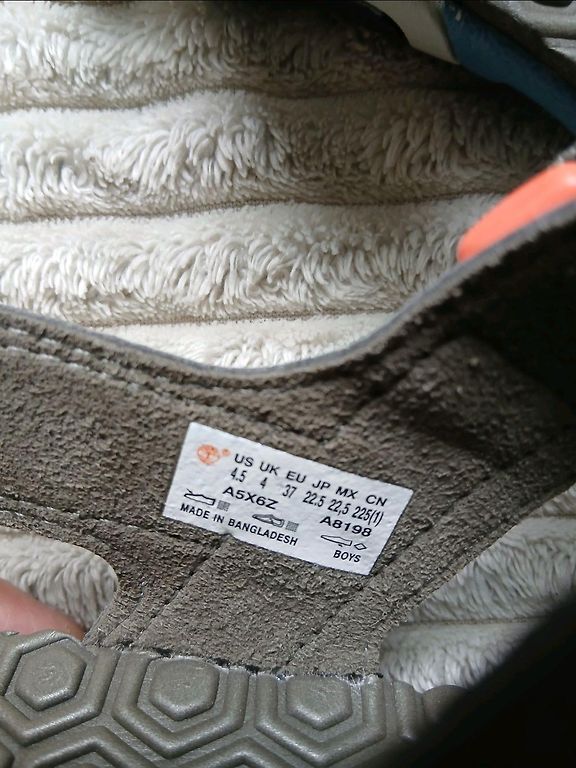 US UK EU JP MX CN
4.5 4 37 22.5 22,5 225(1)
A5X6Z A8198
MADE IN BANGLADESH BOYS